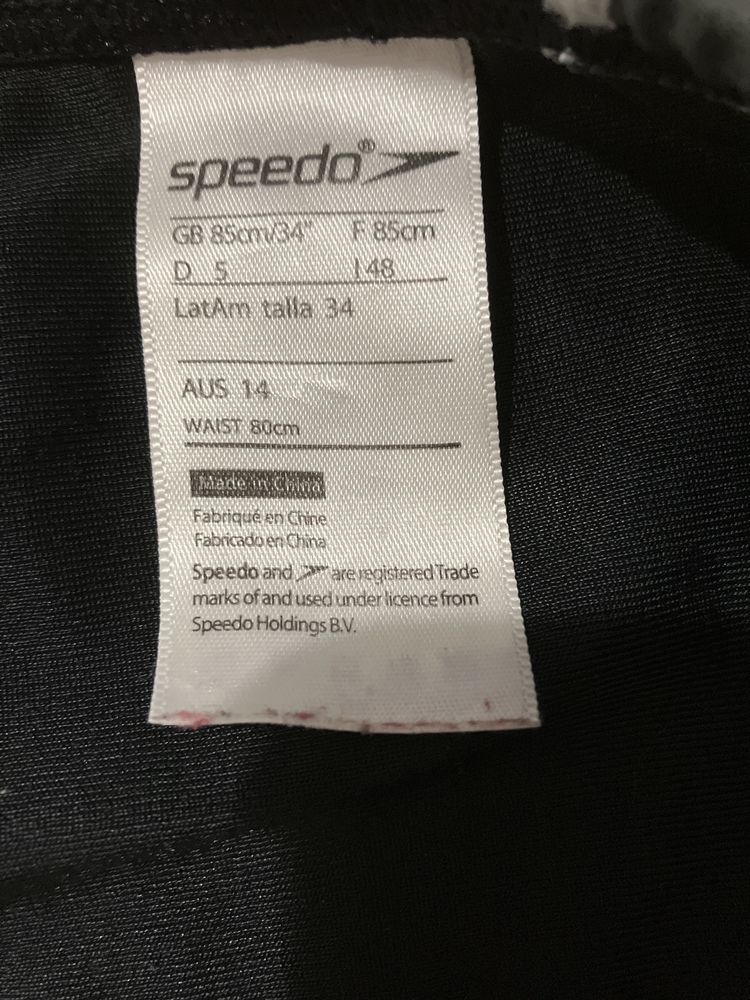 speedo®
GB 85cm/34" F 85cm
D 5 I 48
LatAm talla 34
AUS 14
WAIST 80cm
Made in China
Fabriqué en Chine
Fabricado en China
Speedo and are registered Trade
marks of and used under licence from
Speedo Holdings B.V.